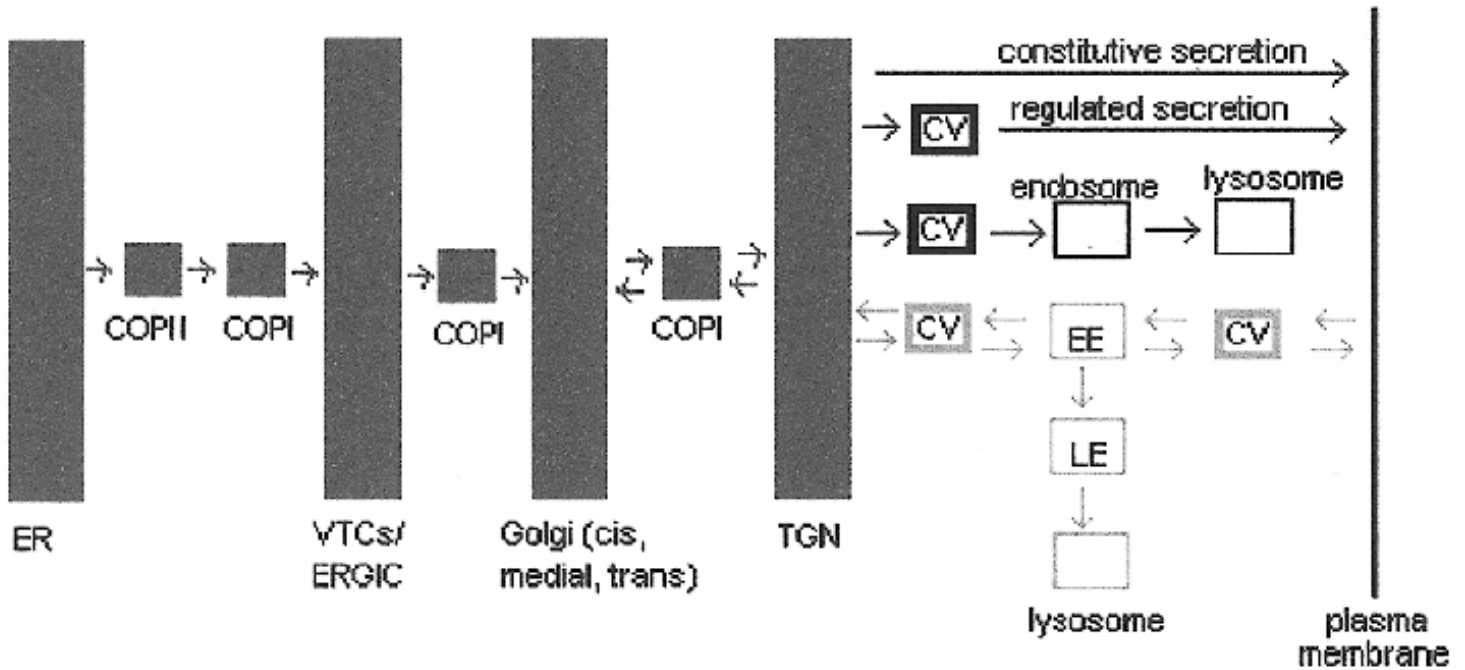 constitutive secretion
CV
regulated secretion
endosome
lysosome
CV
COPII
COPI
COPI
COPI
CV
EE
CV
LE
ER
VTCs/
ERGIC
Golgi (cis,
medial, trans)
TGN
lysosome
plasma
membrane